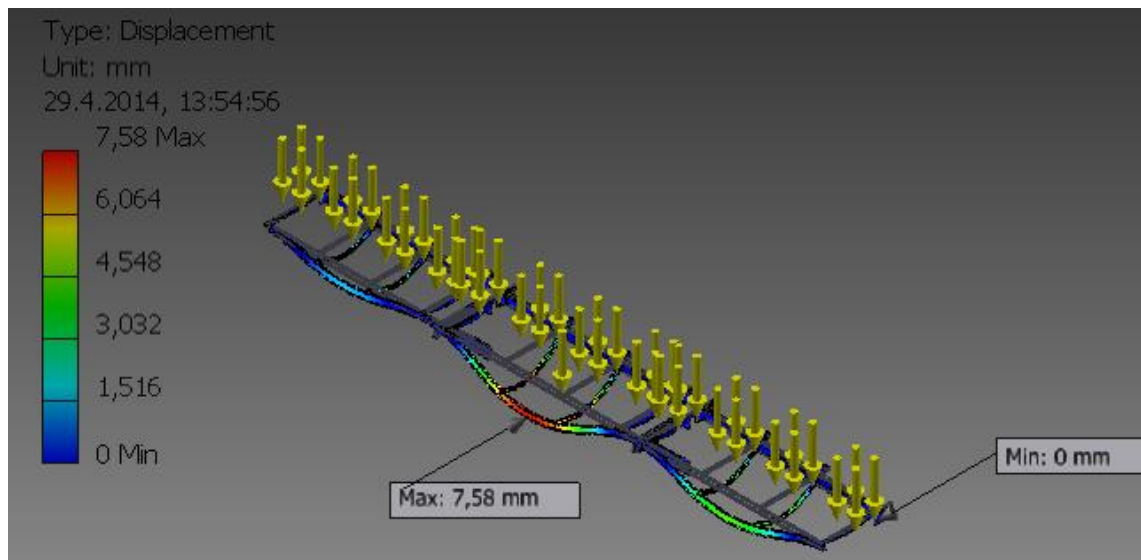 Type: Displacement
Unit: mm
29.4.2014, 13:54:56
7,58 Max
6,064
4,548
3,032
1,516
0 Min
Max: 7,58 mm
Min: 0 mm